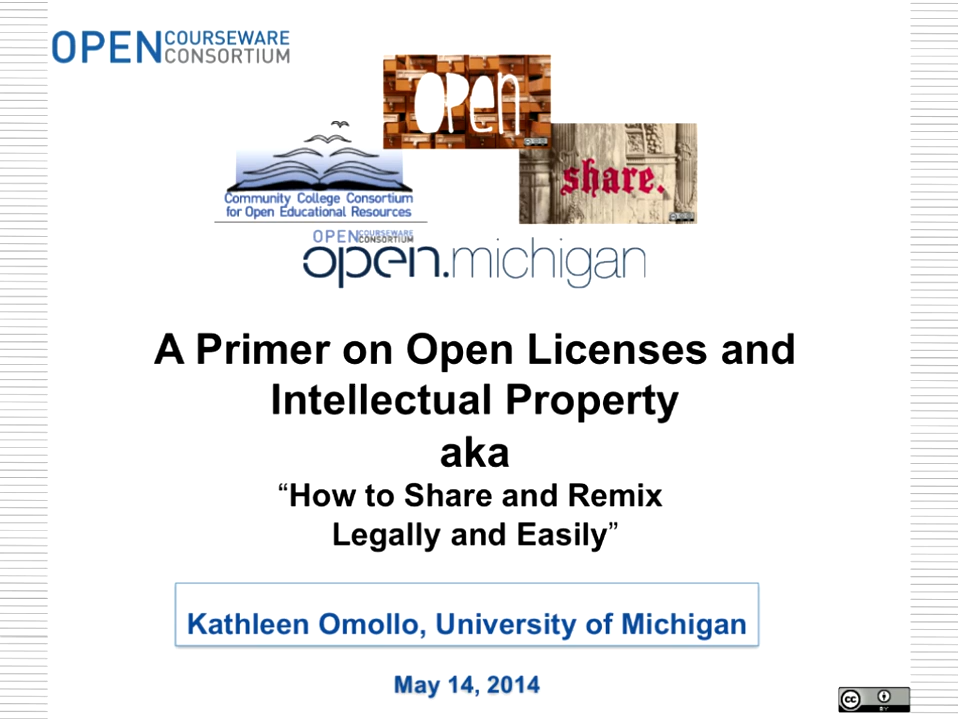 OPEN COURSEWARE CONSORTIUM
open
share.
Community College Consortium
for Open Educational Resources
OPEN COURSEWARE CONSORTIUM
open.michigan
A Primer on Open Licenses and
Intellectual Property
aka
“How to Share and Remix
Legally and Easily”
Kathleen Omollo, University of Michigan
May 14, 2014
cc
BY